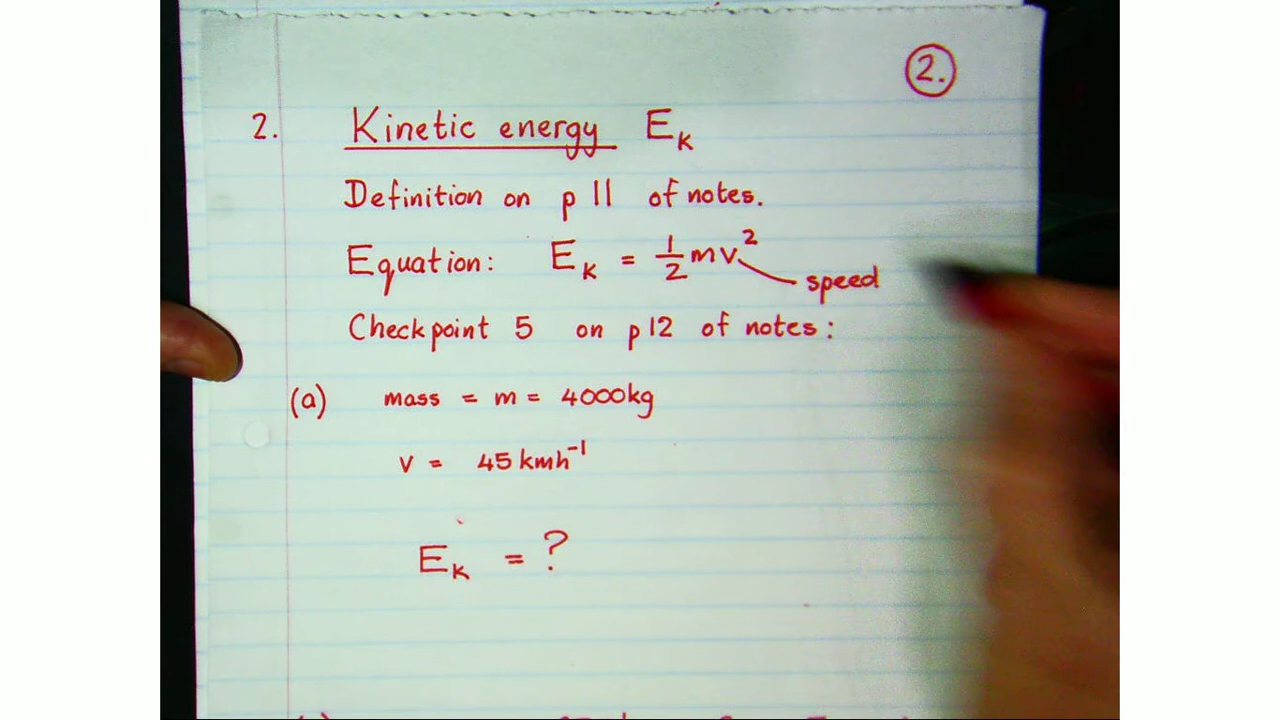 2.
2. Kinetic energy Eₖ
Definition on p 11 of notes.
Equation: Eₖ = ½mv²
speed
Checkpoint 5 on p12 of notes:
(a) mass = m = 4000kg
v = 45 kmh⁻¹
Eₖ = ?